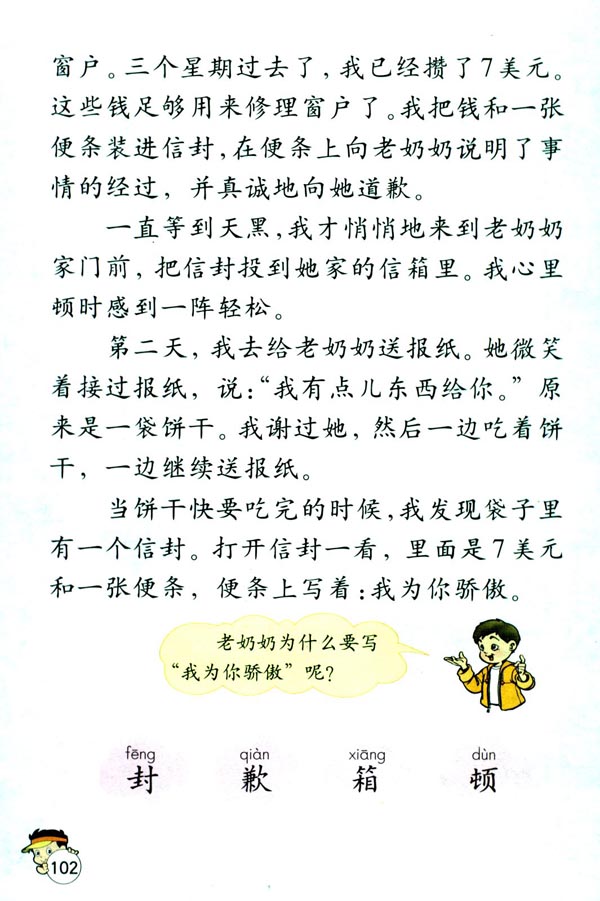 窗户。三个星期过去了，我已经攒了7美元。
这些钱足够用来修理窗户了。我把钱和一张
便条装进信封，在便条上向老奶奶说明了事
情的经过，并真诚地向她道歉。
一直等到天黑，我才悄悄地来到老奶奶
家门前，把信封投到她家的信箱里。我心里
顿时感到一阵轻松。
第二天，我去给老奶奶送报纸。她微笑
着接过报纸，说：“我有点儿东西给你。”原
来是一袋饼干。我谢过她，然后一边吃着饼
干，一边继续送报纸。
当饼干快要吃完的时候，我发现袋子里
有一个信封。打开信封一看，里面是7美元
和一张便条，便条上写着：我为你骄傲。
老奶奶为什么要写
“我为你骄傲”呢？
fēng qiàn xiāng dùn
封 歉 箱 顿
102